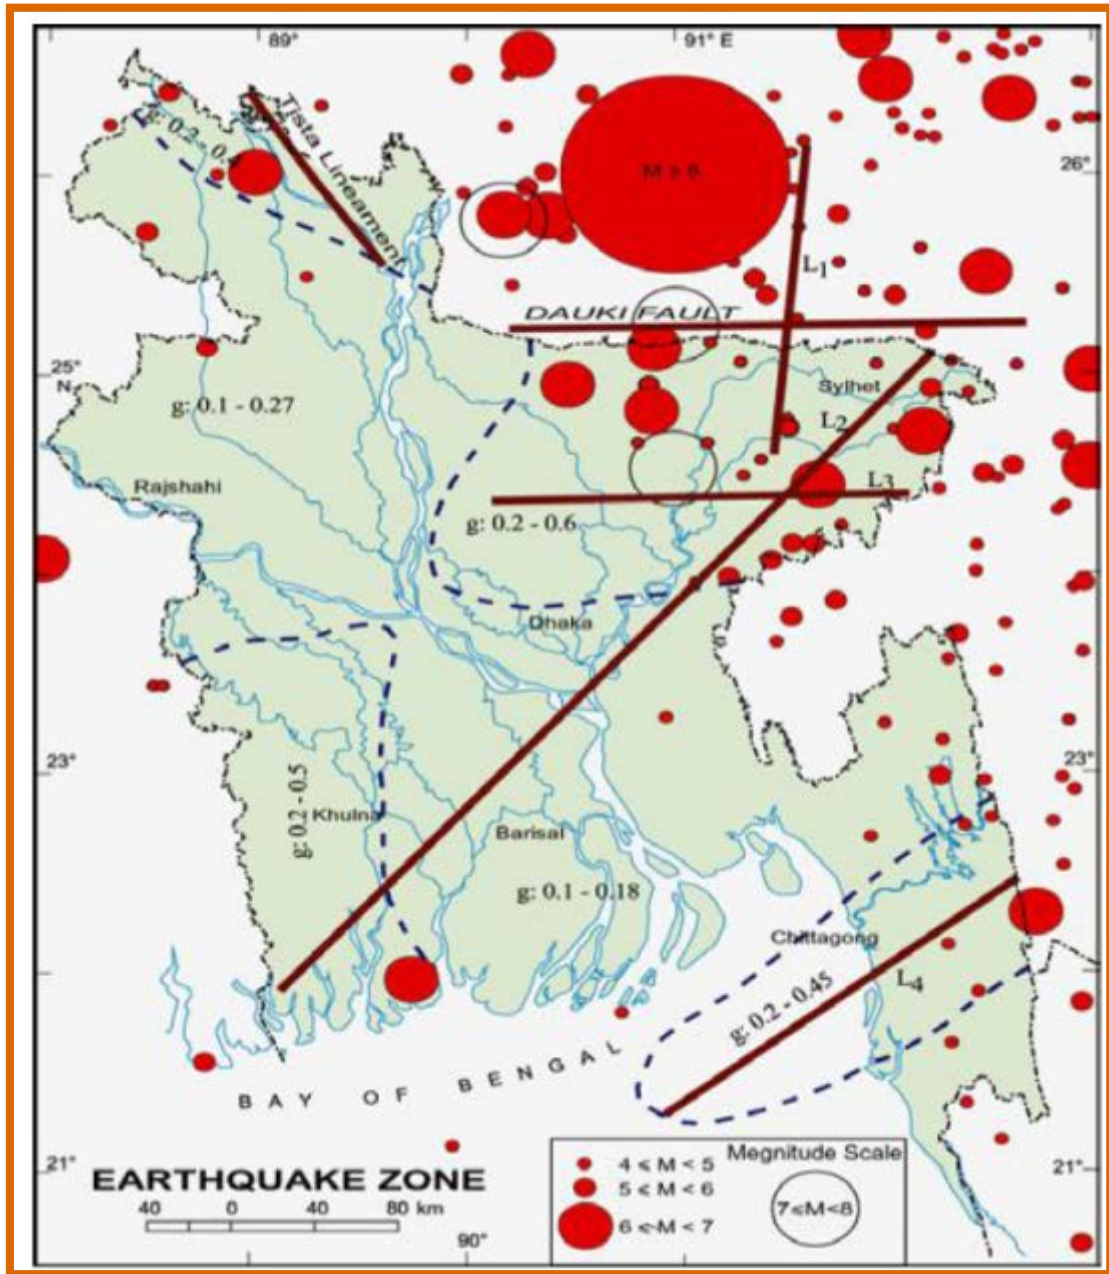 89°
91° E
Tista Lineament
g: 0.2 - 0.
26°
L1
DAUKI FAULT
25°
N
Sylhet
g: 0.1 - 0.27
L2
Rajshahi
L3
g: 0.2 - 0.6
Dhaka
23°
23°
g: 0.2 - 0.5
Khulna
Barisal
g: 0.1 - 0.18
Chittagong
L4
g: 0.2 - 0.45
BAY OF BENGAL
21°
21°
EARTHQUAKE ZONE
40 0 40 80 km
90°
Megnitude Scale
4 ≤ M < 5
5 ≤ M < 6
6 ≤ M < 7
7 ≤ M < 8